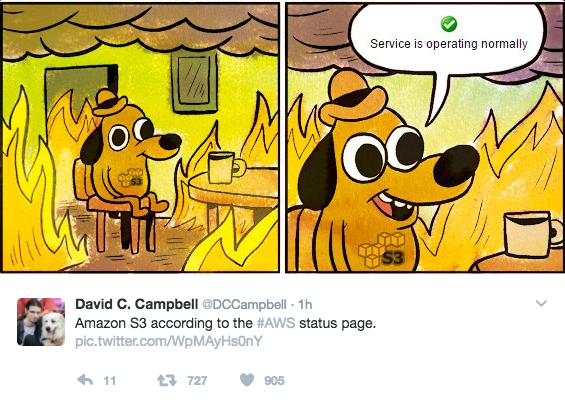 Service is operating normally
S3
S3
David C. Campbell @DCCampbell · 1h
Amazon S3 according to the #AWS status page.
pic.twitter.com/WpMAyHs0nY
11 727 905